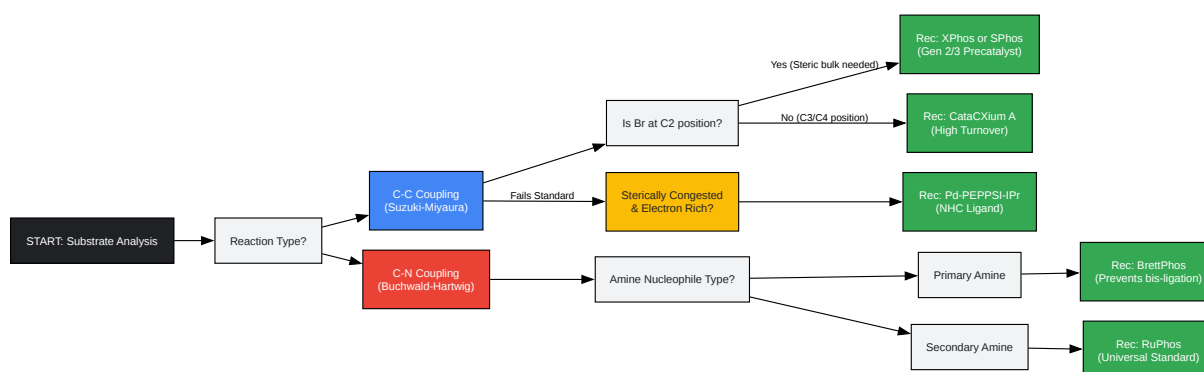 START: Substrate Analysis
Reaction Type?
C-C Coupling
(Suzuki-Miyaura)
Is Br at C2 position?
Yes (Steric bulk needed)
Rec: XPhos or SPhos
(Gen 2/3 Precatalyst)
No (C3/C4 position)
Rec: CataCXium A
(High Turnover)
Fails Standard
Sterically Congested
& Electron Rich?
Rec: Pd-PEPPSI-IPr
(NHC Ligand)
C-N Coupling
(Buchwald-Hartwig)
Amine Nucleophile Type?
Primary Amine
Rec: BrettPhos
(Prevents bis-ligation)
Secondary Amine
Rec: RuPhos
(Universal Standard)